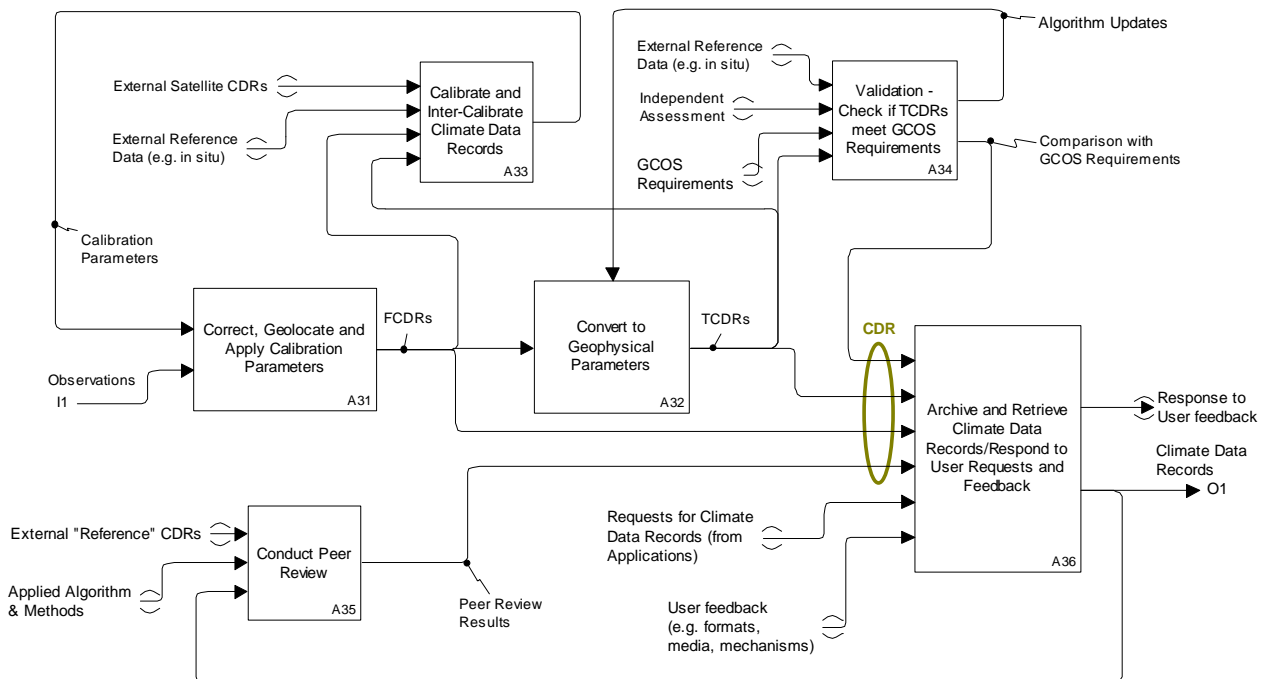 Algorithm Updates
External Reference
Data (e.g. in situ)
External Satellite CDRs
Calibrate and
Inter-Calibrate
Climate Data
Records
A33
Validation -
Check if TCDRs
meet GCOS
Requirements
A34
Independent
Assessment
External Reference
Data (e.g. in situ)
GCOS
Requirements
Comparison with
GCOS Requirements
Calibration
Parameters
Correct, Geolocate and
Apply Calibration
Parameters
A31
FCDRs
Convert to
Geophysical
Parameters
A32
TCDRs
CDR
Observations
I1
Archive and Retrieve
Climate Data
Records/Respond to
User Requests and
Feedback
A36
Response to
User feedback
Climate Data
Records
O1
External "Reference" CDRs
Conduct Peer
Review
A35
Applied Algorithm
& Methods
Peer Review
Results
Requests for Climate
Data Records (from
Applications)
User feedback
(e.g. formats,
media, mechanisms)